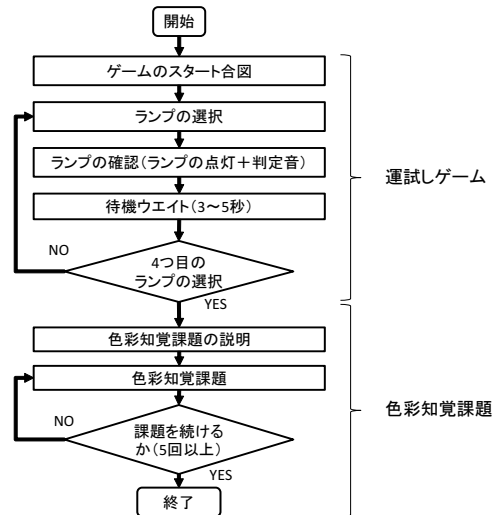 開始
ゲームのスタート合図
ランプの選択
ランプの確認(ランプの点灯＋判定音)
待機ウエイト(3～5秒)
NO
4つ目の
ランプの選択
YES
運試しゲーム
色彩知覚課題の説明
色彩知覚課題
NO
課題を続ける
か(5回以上)
YES
終了
色彩知覚課題